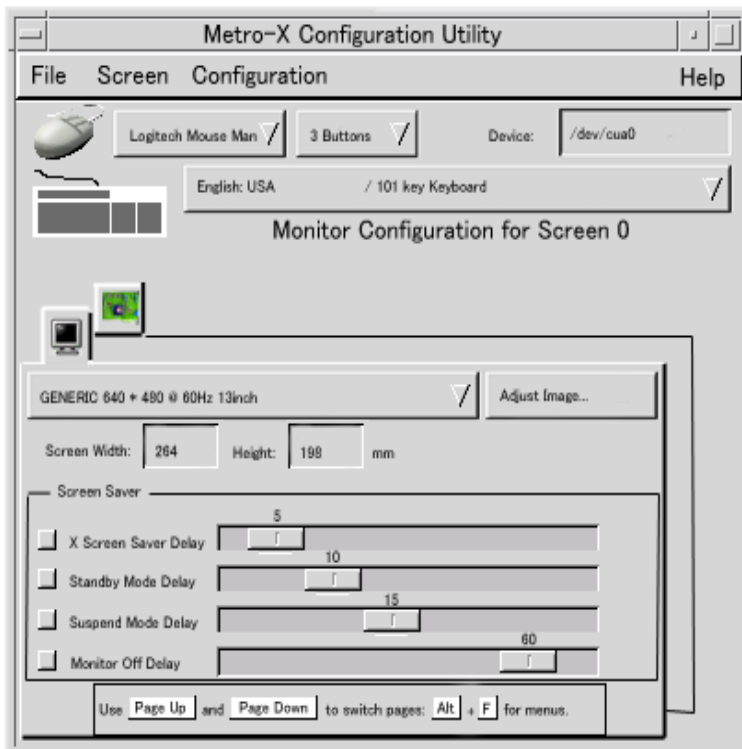 Metro-X Configuration Utility
File Screen Configuration Help
Logitech Mouse Man 3 Buttons Device: /dev/cua0
English: USA / 101 key Keyboard
Monitor Configuration for Screen 0
GENERIC 640 * 480 @ 60Hz 13inch Adjust Image...
Screen Width: 264 Height: 198 mm
Screen Saver
5
X Screen Saver Delay
10
Standby Mode Delay
15
Suspend Mode Delay
60
Monitor Off Delay
Use Page Up and Page Down to switch pages: Alt + F for menus.